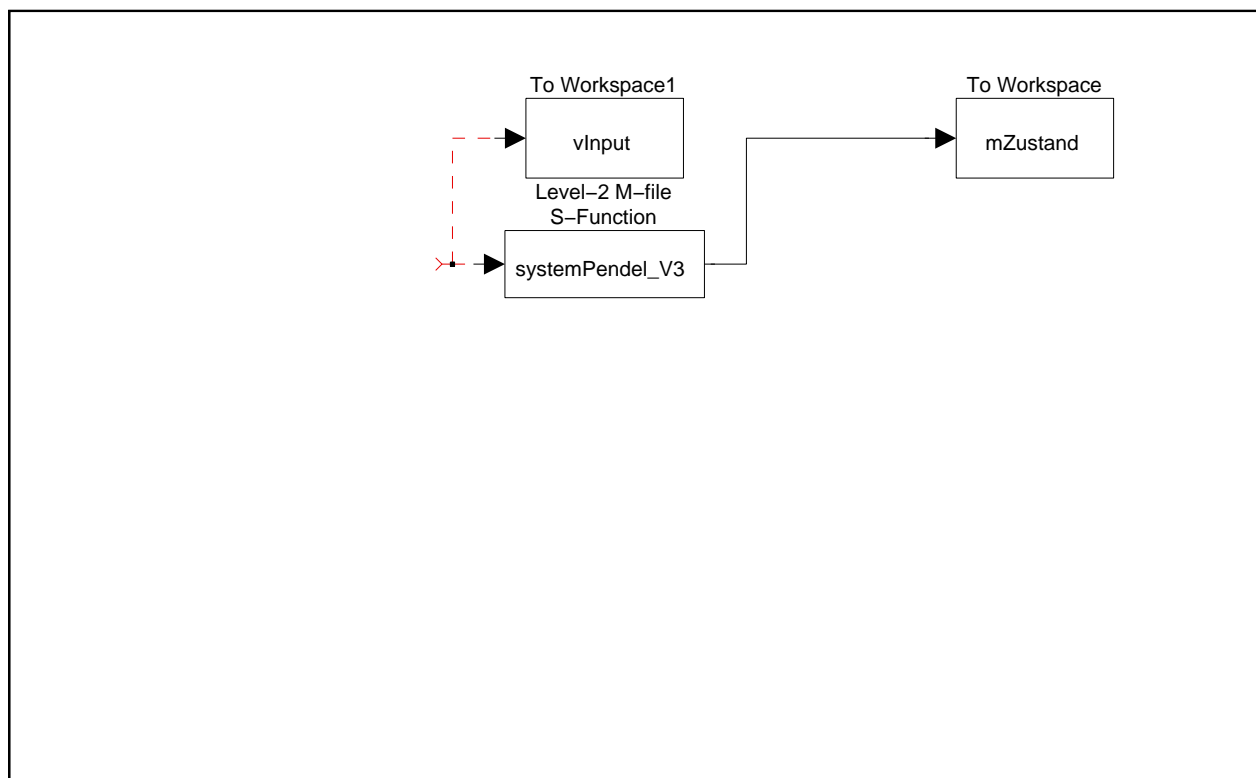 To Workspace1
To Workspace
vInput
mZustand
Level−2 M−file
S−Function
systemPendel_V3